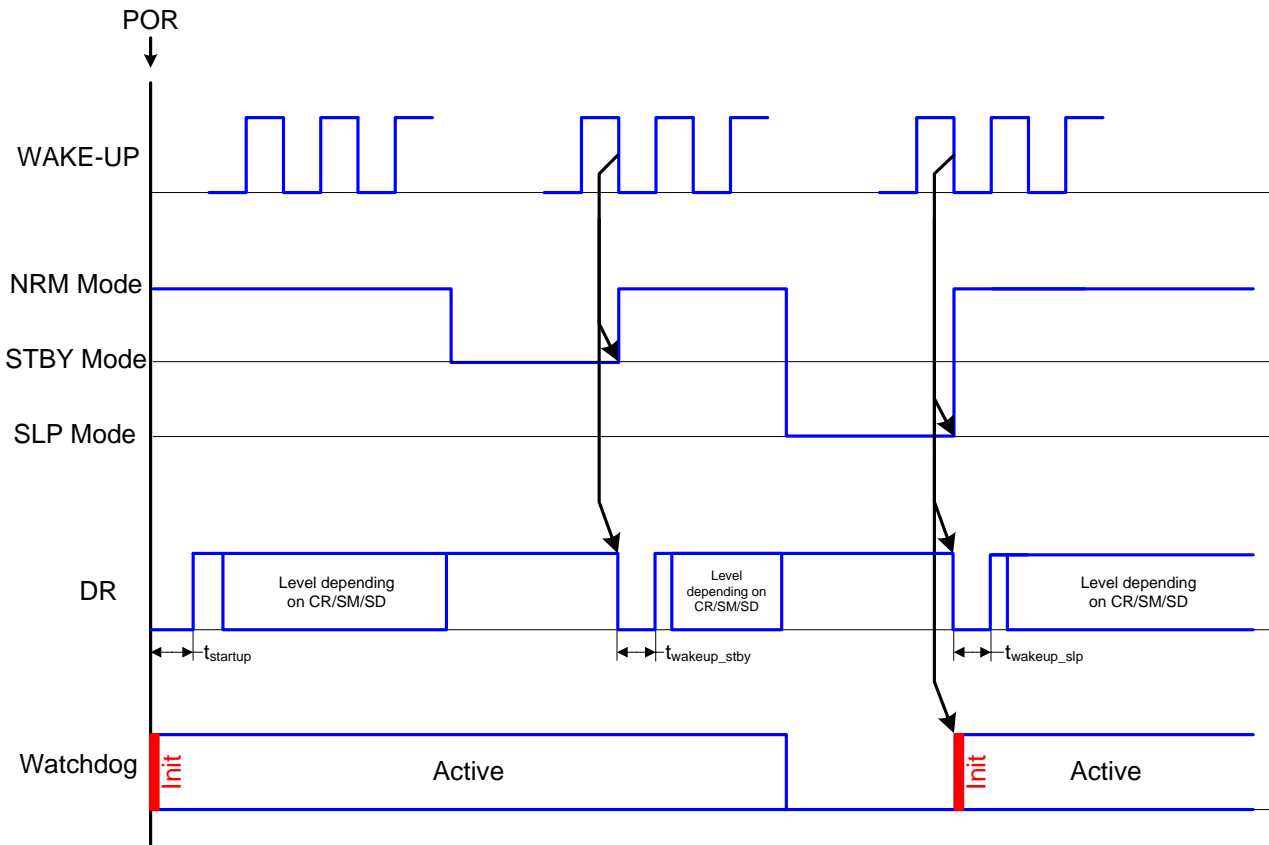 POR
WAKE-UP
NRM Mode
STBY Mode
SLP Mode
DR
Level depending
on CR/SM/SD
Level
depending on
CR/SM/SD
Level depending
on CR/SM/SD
tstartup
twakeup_stby
twakeup_slp
Watchdog
Init
Active
Init
Active